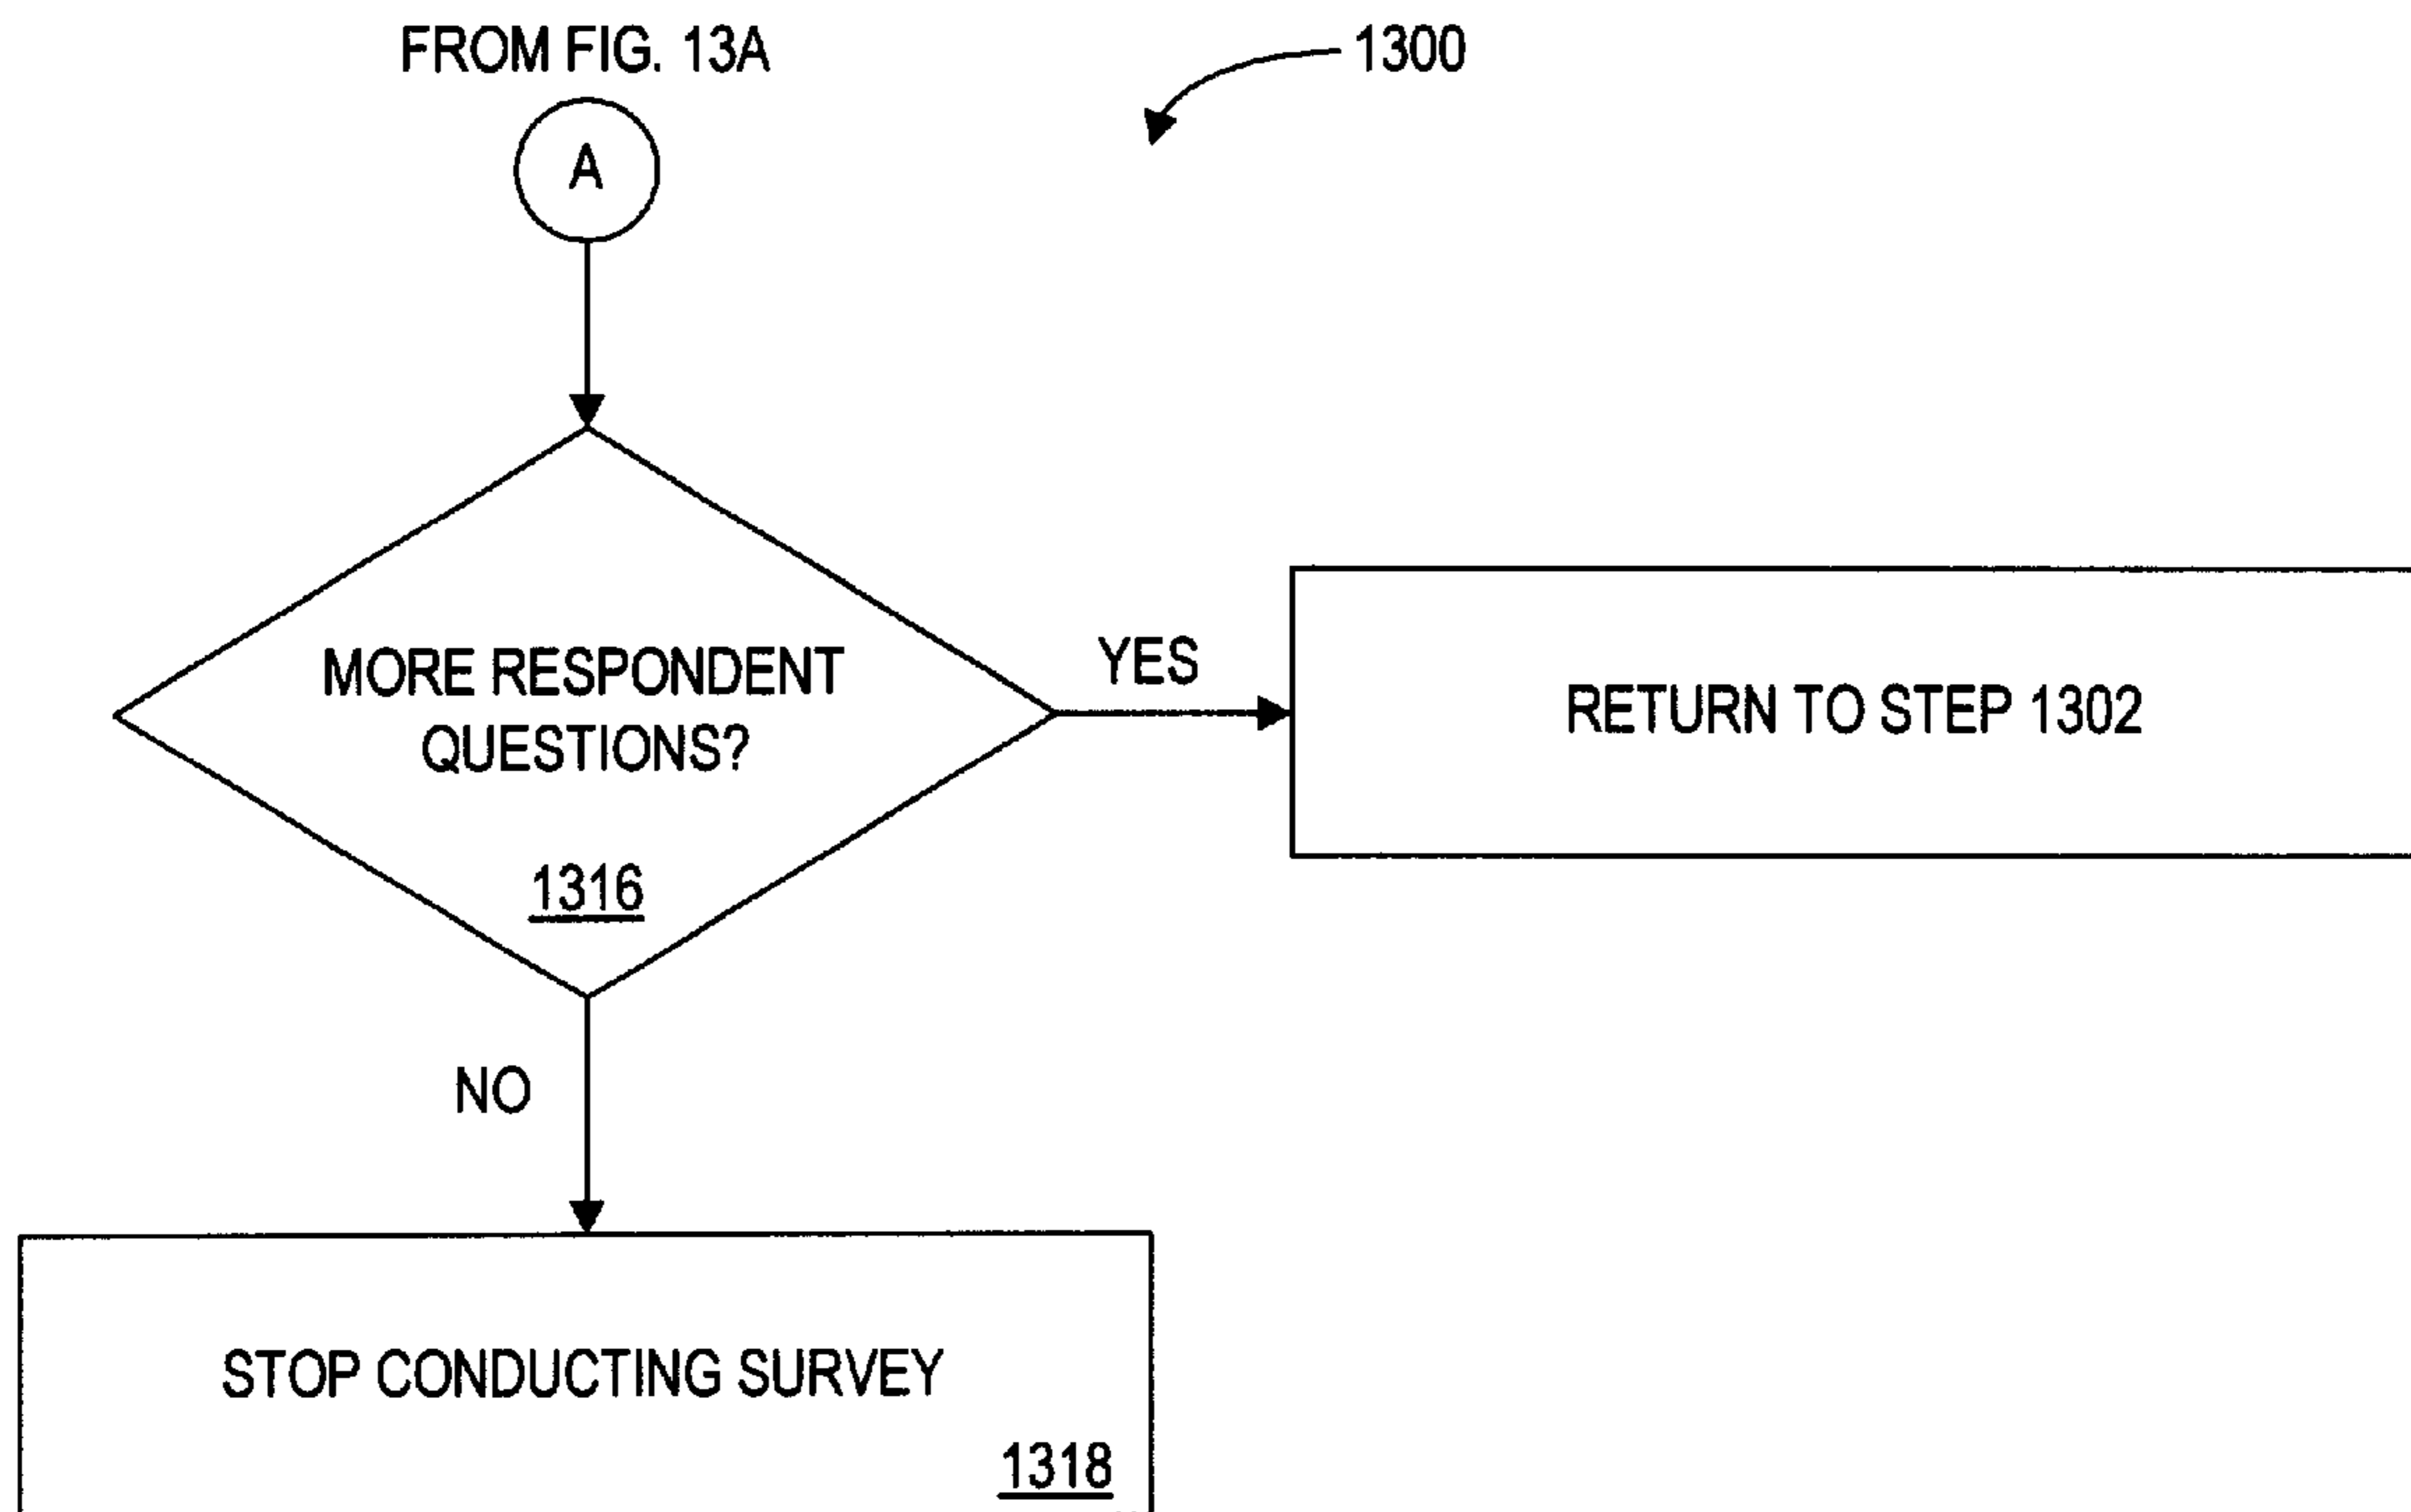 FROM FIG. 13A
1300
A
MORE RESPONDENT
QUESTIONS?
1316
YES
RETURN TO STEP 1302
NO
STOP CONDUCTING SURVEY
1318